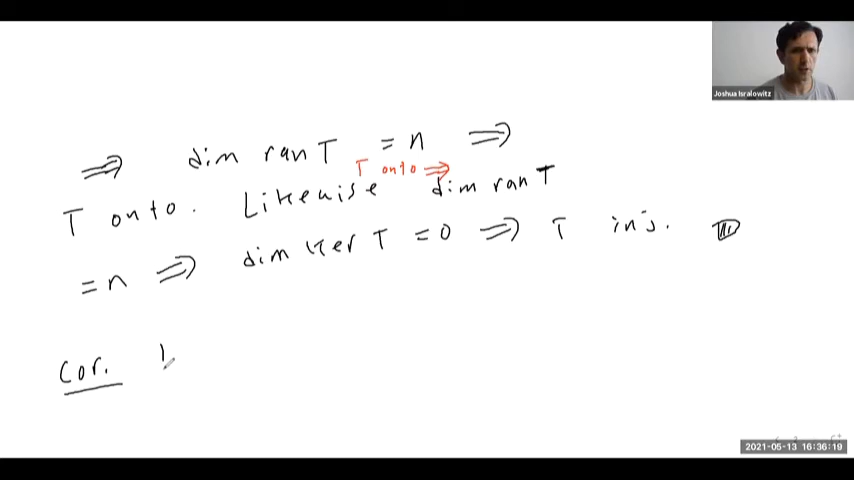 Joshua Isralowitz
⇒ dim ran T = n ⇒
T onto ⇒
T onto. Likewise dim ran T
= n ⇒ dim ker T = 0 ⇒ T inj.
Cor.
2021-05-13 16:36:19